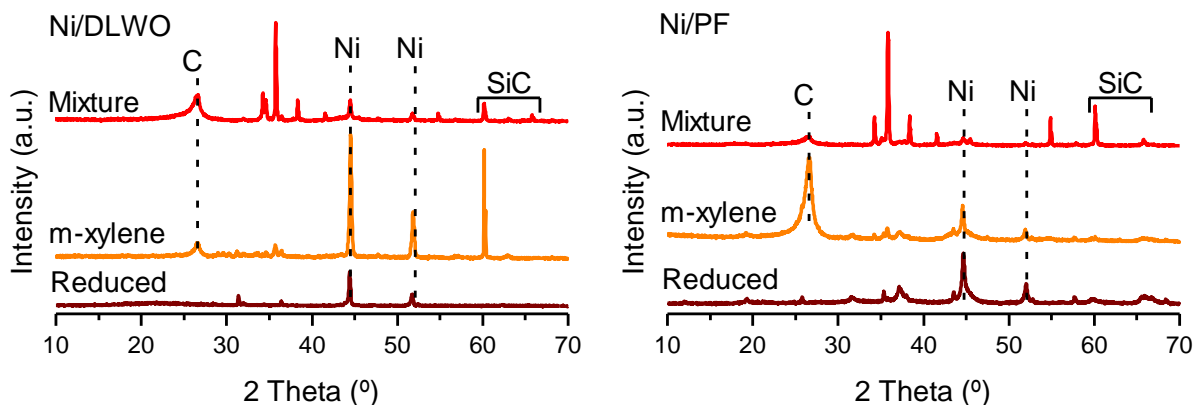 Ni/DLWO
C
Ni
Ni
SiC
Mixture
m-xylene
Reduced
Intensity (a.u.)
10 20 30 40 50 60 70
2 Theta (º)
Ni/PF
C
Ni
Ni
SiC
Mixture
m-xylene
Reduced
Intensity (a.u.)
10 20 30 40 50 60 70
2 Theta (º)